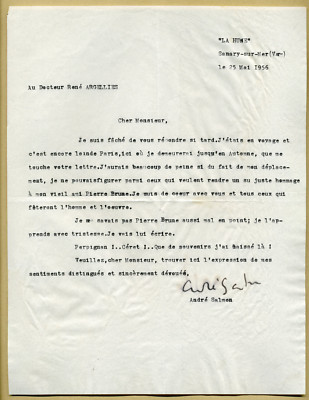 "LA HUNE"
Sanary-sur-Mer(Var)
le 25 Mai 1956
Au Docteur René ARGELLIES
Cher Monsieur,
Je suis fâché de vous répondre si tard.J'étais en voyage et
c'est encore loin de Paris,ici où je demeurerai jusqu'en Automne, que me
touche votre lettre.J'aurais beaucoup de peine si du fait de mon déplace-
ment, je ne pouvais figurer parmi ceux qui veulent rendre un su juste hommage
à mon vieil ami Pierre Brune.Je suis de coeur avec vous et tous ceux qui
fêteront l'homme et l'oeuvre.
Je ne savais pas Pierre Brune aussi mal en point; je l'ap-
prends avec tristesse.Je vais lui écrire.
Perpignan !..Céret !..Que de souvenirs j'ai laissé là !
Veuillez,cher Monsieur, trouver ici l'expression de mes
sentiments distingués et sincèrement dévoués.
André Salmon
André Salmon